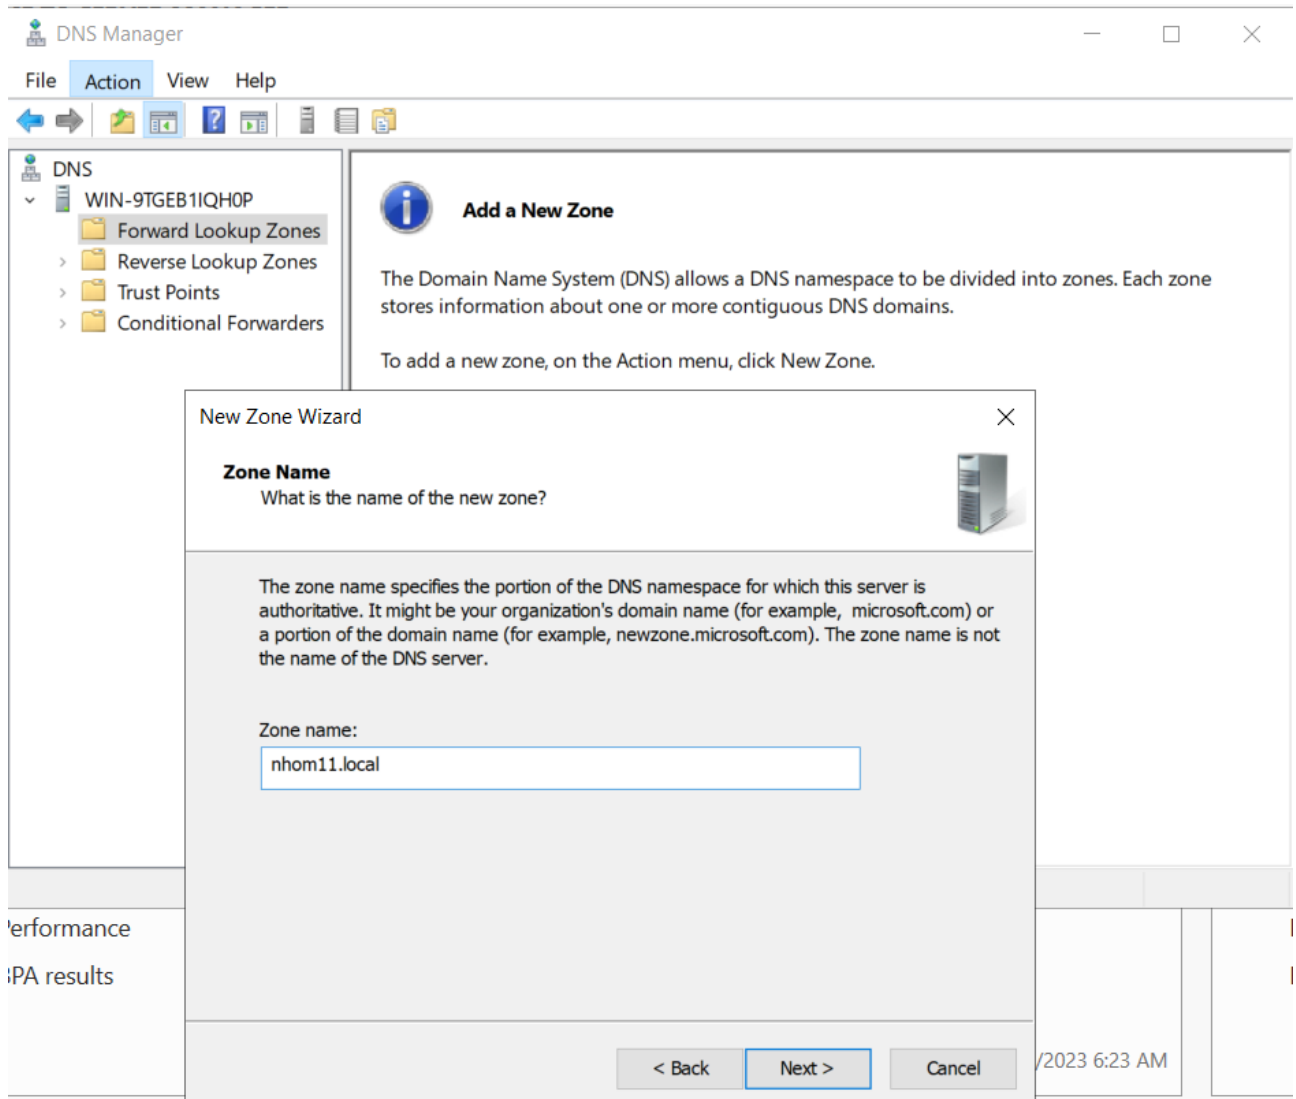 DNS Manager
File Action View Help
DNS
WIN-9TGEB1IQH0P
Forward Lookup Zones
Reverse Lookup Zones
Trust Points
Conditional Forwarders
Add a New Zone
The Domain Name System (DNS) allows a DNS namespace to be divided into zones. Each zone
stores information about one or more contiguous DNS domains.
To add a new zone, on the Action menu, click New Zone.
New Zone Wizard
Zone Name
What is the name of the new zone?
The zone name specifies the portion of the DNS namespace for which this server is
authoritative. It might be your organization's domain name (for example, microsoft.com) or
a portion of the domain name (for example, newzone.microsoft.com). The zone name is not
the name of the DNS server.
Zone name:
nhom11.local
< Back Next > Cancel
erformance
PA results
/2023 6:23 AM